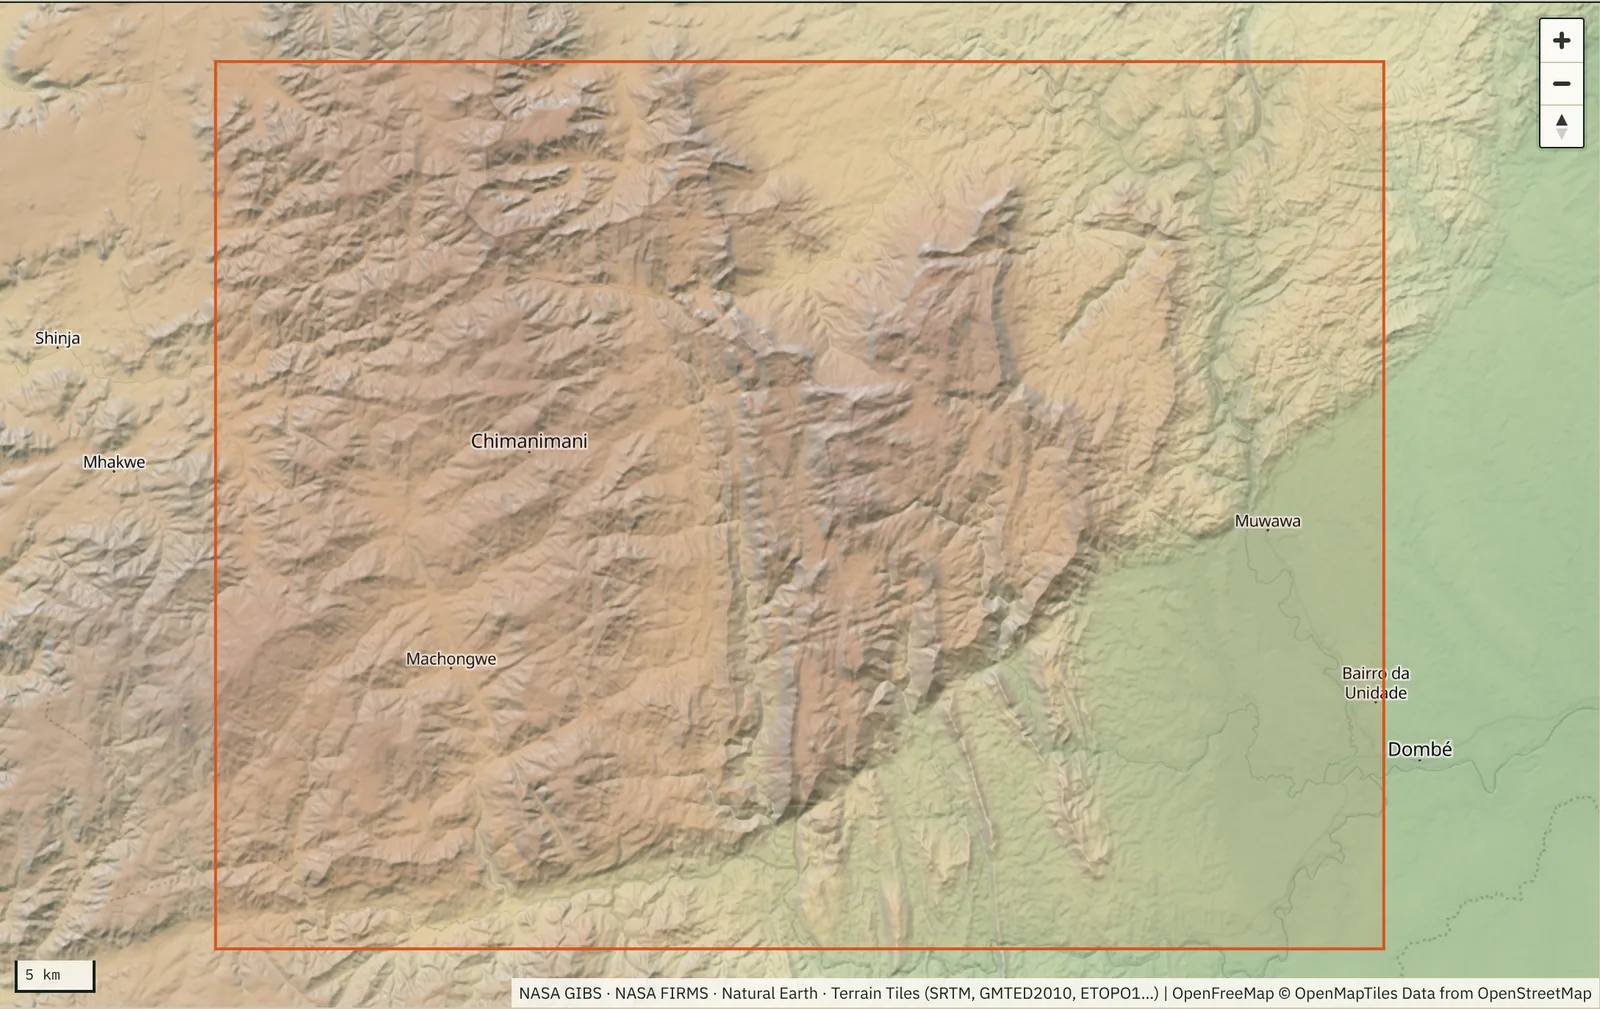 Shinja
Chimanimani
Mhakwe
Muwawa
Machongwe
Bairro da
Unidade
Dombé
5 km
NASA GIBS · NASA FIRMS · Natural Earth · Terrain Tiles (SRTM, GMTED2010, ETOPO1...) | OpenFreeMap © OpenMapTiles Data from OpenStreetMap